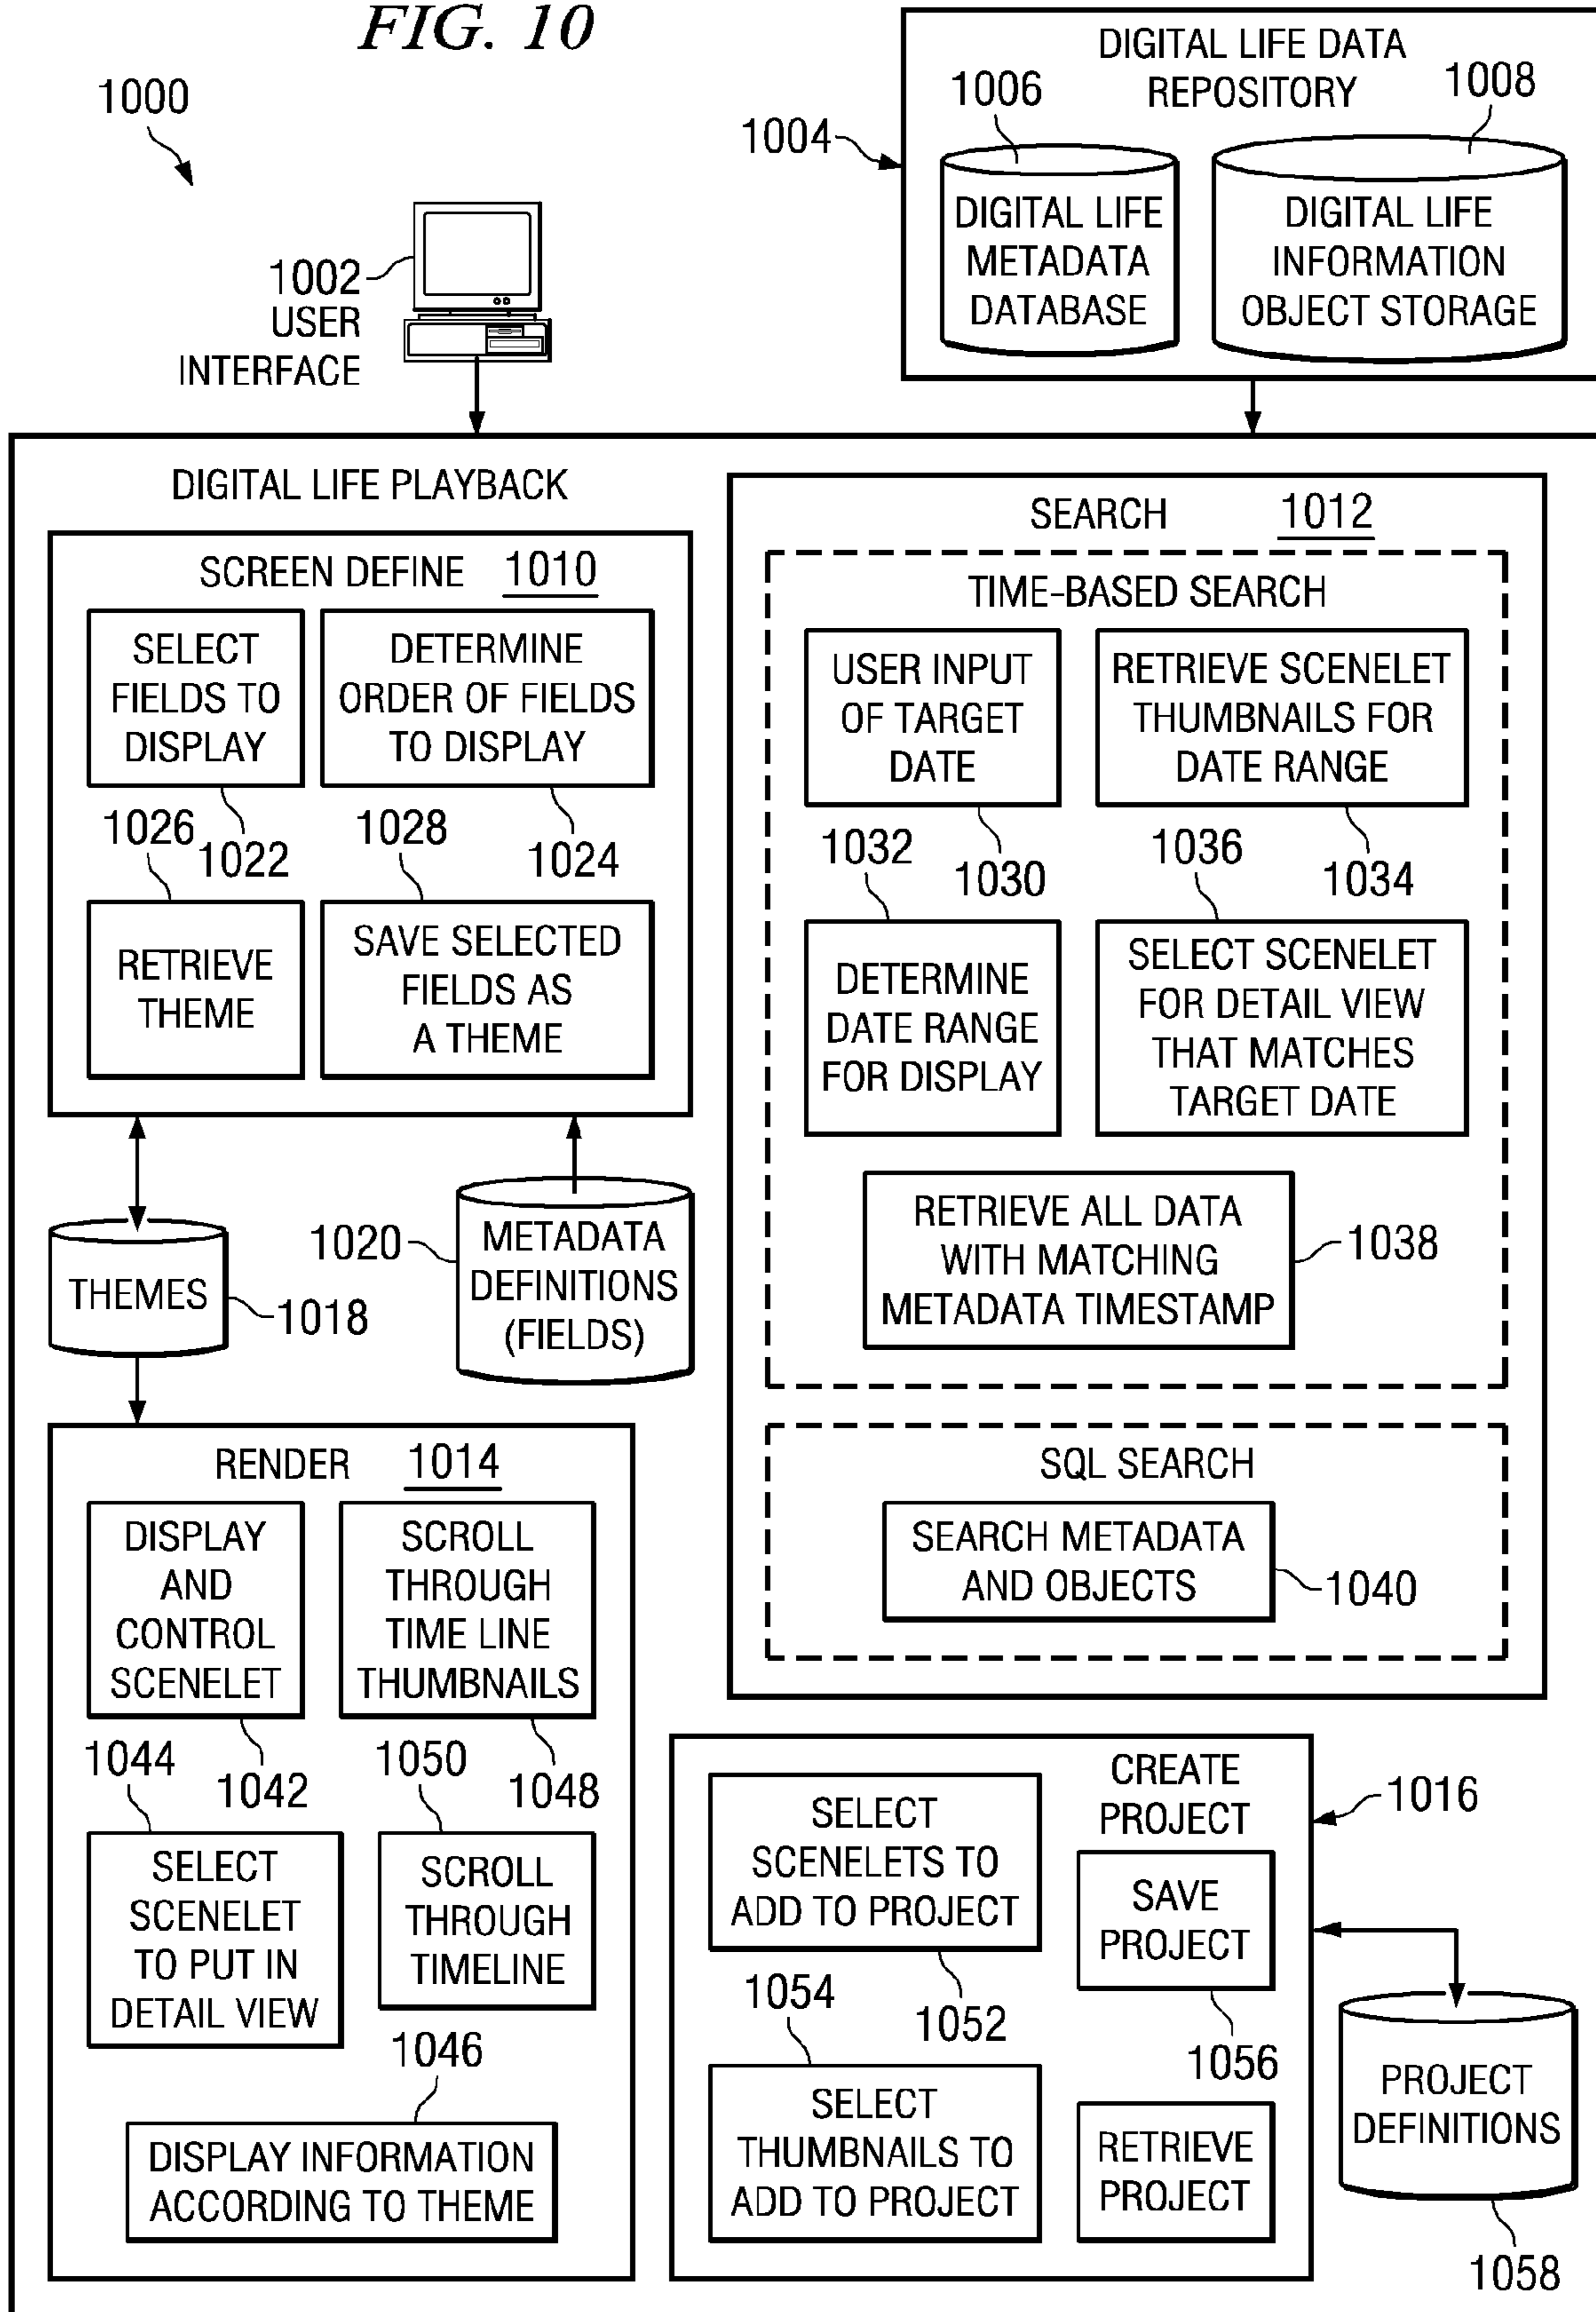 FIG. 10
1000
1002
USER
INTERFACE
1004
DIGITAL LIFE DATA
REPOSITORY
1006
1008
DIGITAL LIFE
METADATA
DATABASE
DIGITAL LIFE
INFORMATION
OBJECT STORAGE
DIGITAL LIFE PLAYBACK
SCREEN DEFINE 1010
SELECT
FIELDS TO
DISPLAY
DETERMINE
ORDER OF FIELDS
TO DISPLAY
1026
1022
1028
1024
RETRIEVE
THEME
SAVE SELECTED
FIELDS AS
A THEME
THEMES
1018
1020
METADATA
DEFINITIONS
(FIELDS)
SEARCH 1012
TIME-BASED SEARCH
USER INPUT
OF TARGET
DATE
RETRIEVE SCENELET
THUMBNAILS FOR
DATE RANGE
1032
1030
1036
1034
DETERMINE
DATE RANGE
FOR DISPLAY
SELECT SCENELET
FOR DETAIL VIEW
THAT MATCHES
TARGET DATE
RETRIEVE ALL DATA
WITH MATCHING
METADATA TIMESTAMP
1038
SQL SEARCH
SEARCH METADATA
AND OBJECTS
1040
RENDER 1014
DISPLAY
AND
CONTROL
SCENELET
SCROLL
THROUGH
TIME LINE
THUMBNAILS
1044
1042
1050
1048
SELECT
SCENELET
TO PUT IN
DETAIL VIEW
SCROLL
THROUGH
TIMELINE
1046
DISPLAY INFORMATION
ACCORDING TO THEME
CREATE
PROJECT
1016
SELECT
SCENELETS TO
ADD TO PROJECT
SAVE
PROJECT
1054
1052
1056
SELECT
THUMBNAILS TO
ADD TO PROJECT
RETRIEVE
PROJECT
PROJECT
DEFINITIONS
1058